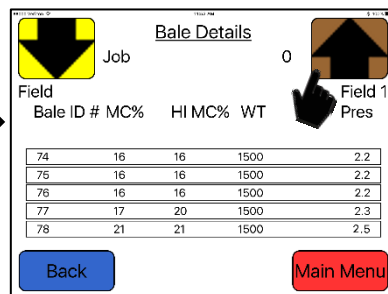 Bale Details
Job 0
Field Field 1
Bale ID # MC% HI MC% WT Pres
74 16 16 1500 2.2
75 16 16 1500 2.2
76 16 16 1500 2.2
77 17 20 1500 2.3
78 21 21 1500 2.5
Back Main Menu